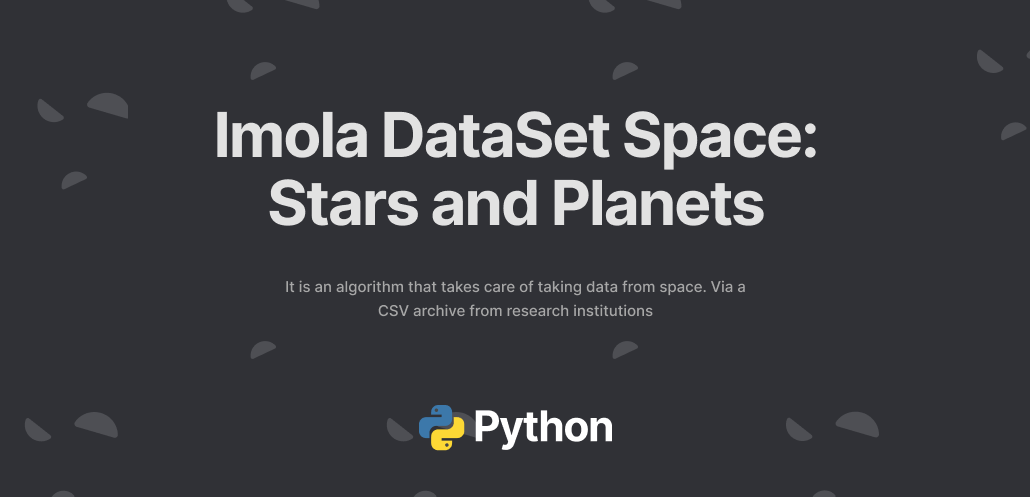 Imola DataSet Space:
Stars and Planets
It is an algorithm that takes care of taking data from space. Via a
CSV archive from research institutions
Python